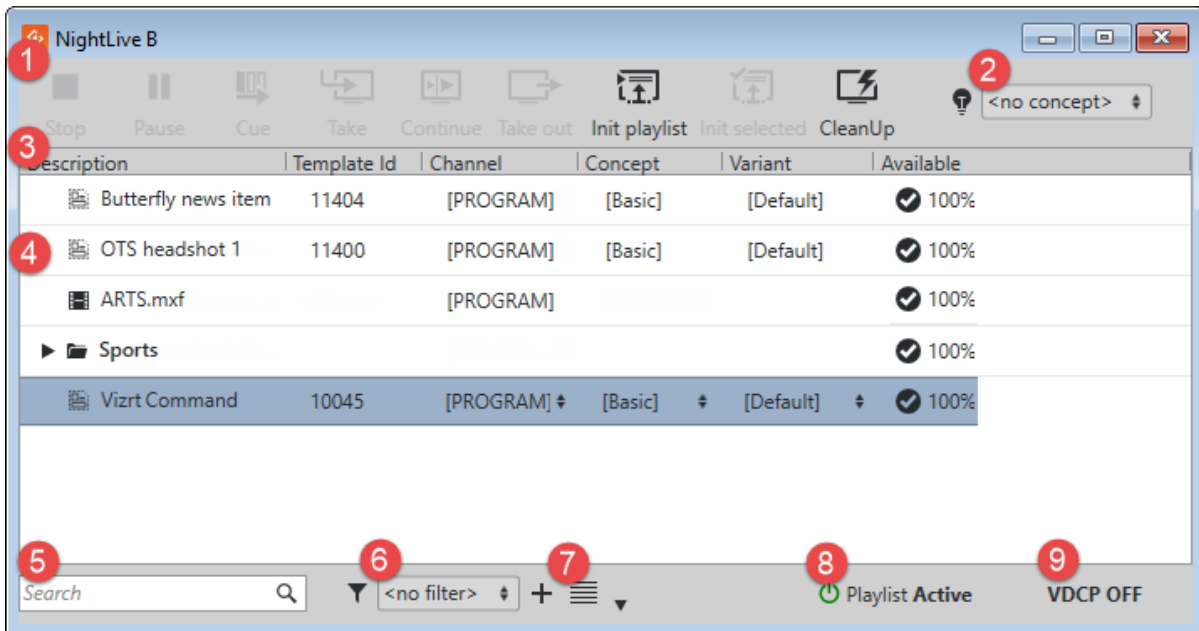 NightLive B
1
2
<no concept>
Stop Pause Cue Take Continue Take out Init playlist Init selected CleanUp
3
Description Template Id Channel Concept Variant Available
Butterfly news item 11404 [PROGRAM] [Basic] [Default] 100%
4
OTS headshot 1 11400 [PROGRAM] [Basic] [Default] 100%
ARTS.mxf [PROGRAM] 100%
Sports 100%
Vizrt Command 10045 [PROGRAM] [Basic] [Default] 100%
5 6 7 8 9
Search <no filter> Playlist Active VDCP OFF